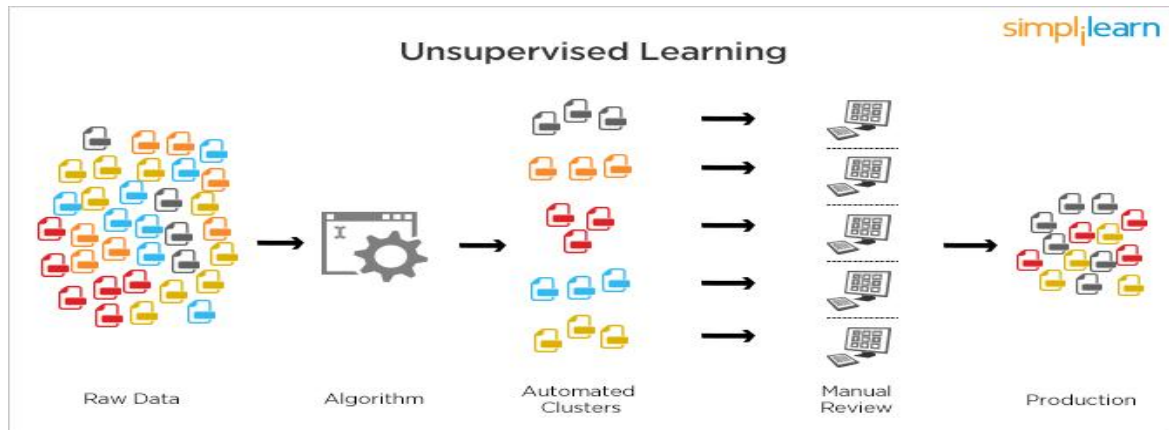 simplilearn
Unsupervised Learning
Raw Data
Algorithm
Automated
Clusters
Manual
Review
Production